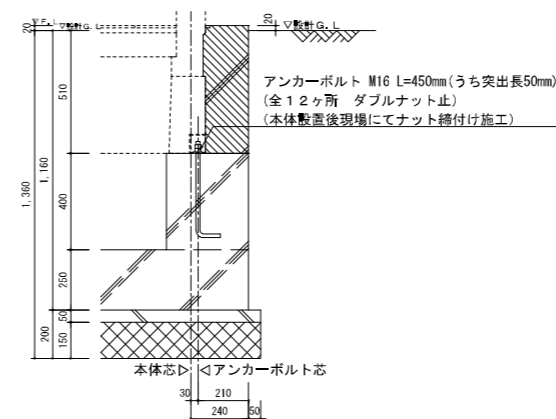 20
▽F.L
▽設計G.L
20
▽設計G.L
アンカーボルト M16 L=450mm(うち突出長50mm)
(全12ヶ所 ダブルナット止)
(本体設置後現場にてナット締付け施工)
510
1,160
1,360
400
250
50
200
150
本体芯▷ ◁アンカーボルト芯
30 210
240 50